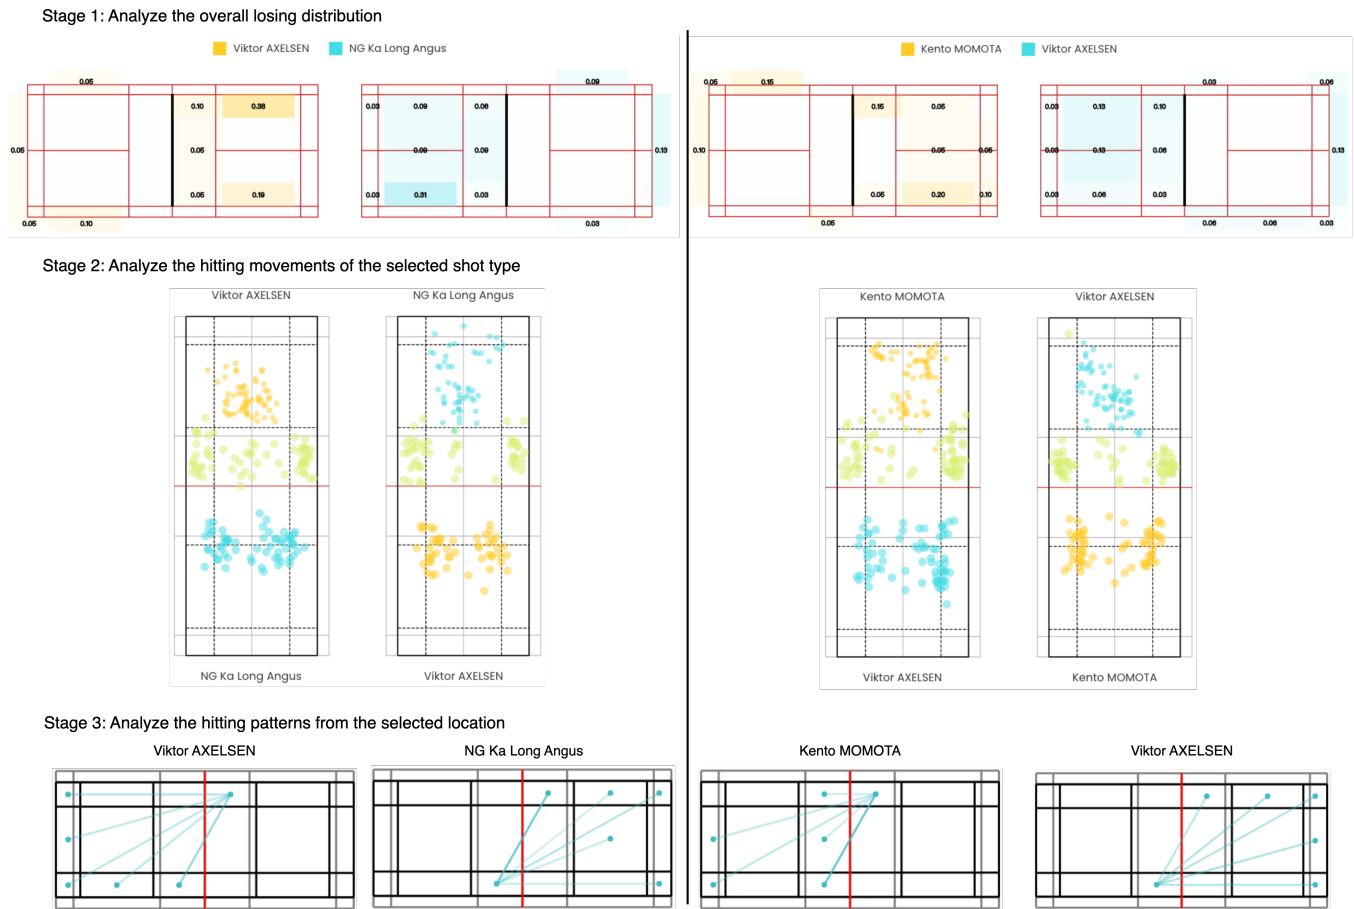 Stage 1: Analyze the overall losing distribution
Viktor AXELSEN NG Ka Long Angus
Kento MOMOTA Viktor AXELSEN
0.05
0.10 0.38
0.05 0.05
0.05 0.19
0.05 0.10
0.09
0.03 0.09 0.06
0.09 0.09 0.13
0.03 0.31 0.03
0.03
0.05 0.15
0.15 0.05
0.10 0.05 0.05
0.05 0.20 0.10
0.05
0.03 0.06
0.03 0.13 0.10
0.03 0.13 0.06 0.13
0.03 0.06 0.03
0.06 0.06 0.03
Stage 2: Analyze the hitting movements of the selected shot type
Viktor AXELSEN NG Ka Long Angus
Kento MOMOTA Viktor AXELSEN
NG Ka Long Angus Viktor AXELSEN
Viktor AXELSEN Kento MOMOTA
Stage 3: Analyze the hitting patterns from the selected location
Viktor AXELSEN NG Ka Long Angus Kento MOMOTA Viktor AXELSEN